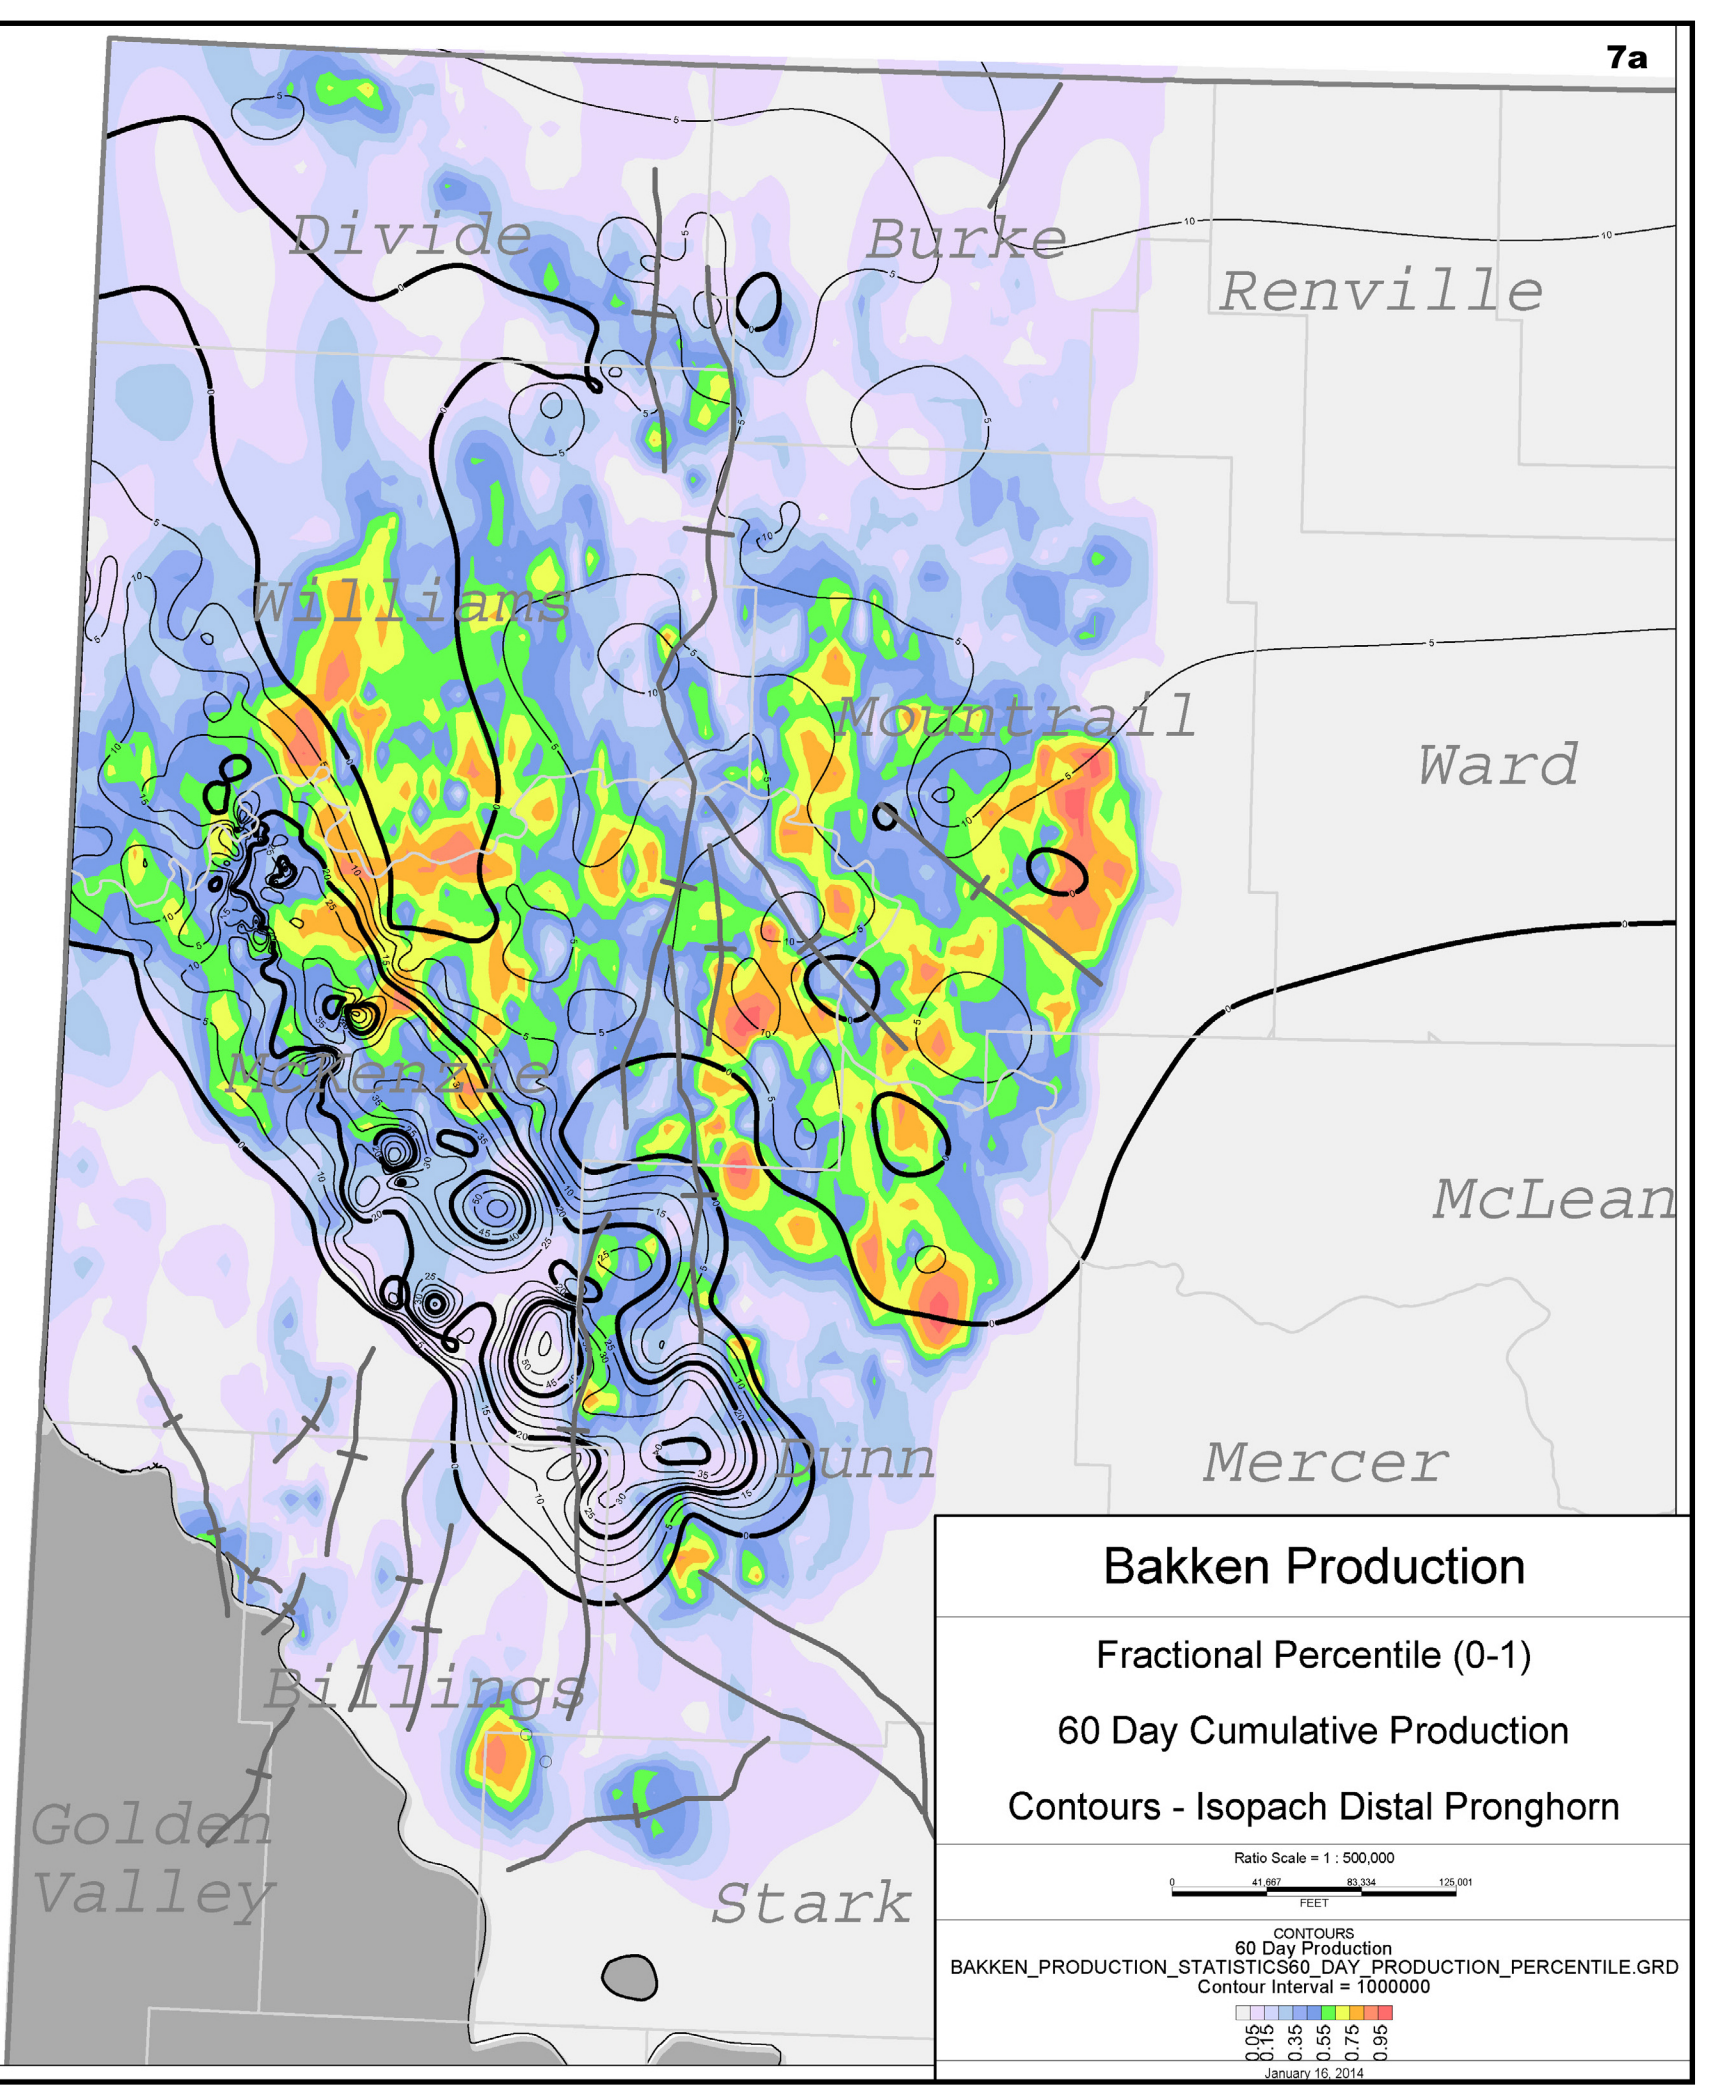 7a
Divide
Burke
Renville
Williams
Mountrail
Ward
McKenzie
McLean
Dunn
Mercer
Billings
Golden
Valley
Stark
Bakken Production
Fractional Percentile (0-1)
60 Day Cumulative Production
Contours - Isopach Distal Pronghorn
Ratio Scale = 1 : 500,000
0 41,667 83,334 125,001
FEET
CONTOURS
60 Day Production
BAKKEN_PRODUCTION_STATISTICS60_DAY_PRODUCTION_PERCENTILE.GRD
Contour Interval = 1000000
0.05 0.15 0.35 0.55 0.75 0.95
January 16, 2014